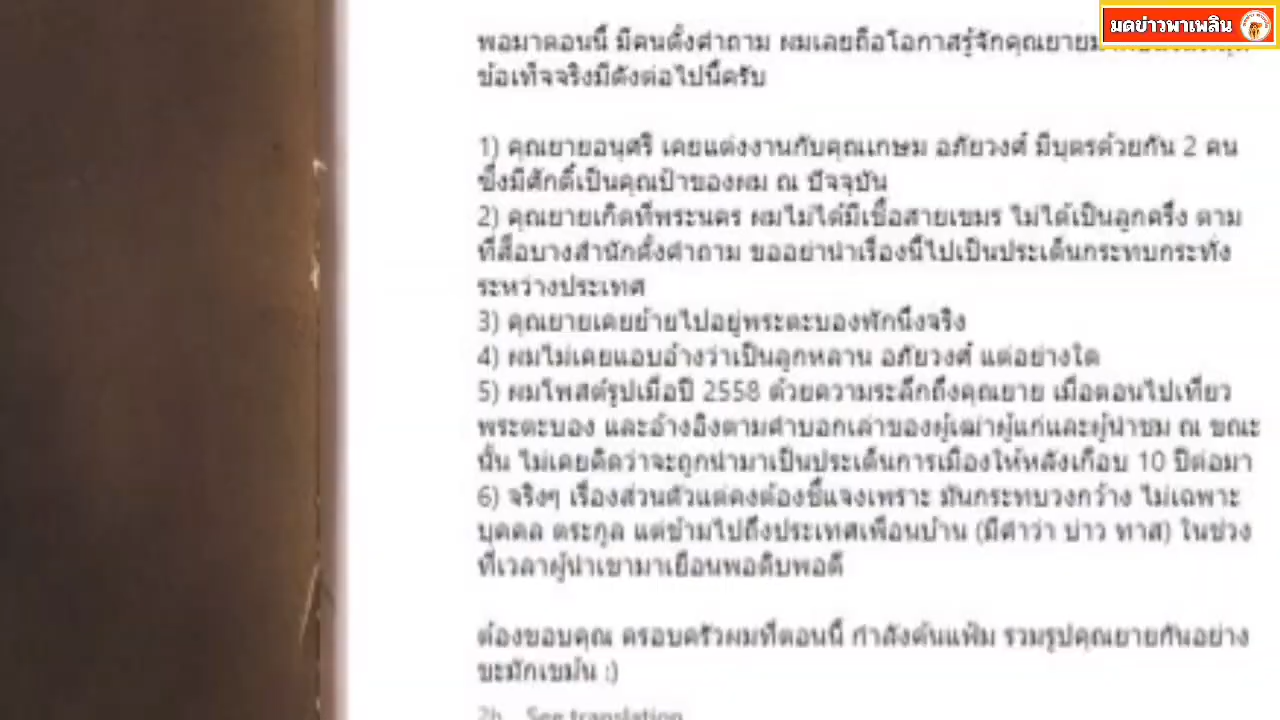 มดข่าวพาเพลิน
พอมาตอนนี้ มีคนตั้งคำถาม ผมเลยถือโอกาสรู้จักคุณยาย
ข้อเท็จจริงมีดังต่อไปนี้ครับ
1) คุณยายอนุศรี เคยแต่งงานกับคุณเกษม อภัยวงศ์ มีบุตรด้วยกัน 2 คน
ซึ่งมีศักดิ์เป็นคุณป้าของผม ณ ปัจจุบัน
2) คุณยายเกิดที่พระนคร ผมไม่ได้มีเชื้อสายเขมร ไม่ได้เป็นลูกครึ่ง ตาม
ที่สื่อบางสำนักตั้งคำถาม ขออย่านำเรื่องนี้ไปเป็นประเด็นกระทบกระทั่ง
ระหว่างประเทศ
3) คุณยายเคยย้ายไปอยู่พระตะบองพักนึงจริง
4) ผมไม่เคยแอบอ้างว่าเป็นลูกหลาน อภัยวงศ์ แต่อย่างใด
5) ผมโพสต์รูปเมื่อปี 2558 ด้วยความระลึกถึงคุณยาย เมื่อตอนไปเที่ยว
พระตะบอง และอ้างอิงตามคำบอกเล่าของผู้เฒ่าผู้แก่และผู้นำชม ณ ขณะ
นั้น ไม่เคยคิดว่าจะถูกนำมาเป็นประเด็นการเมืองให้หลังเกือบ 10 ปีต่อมา
6) จริงๆ เรื่องส่วนตัวแต่คงต้องชี้แจงเพราะ มันกระทบวงกว้าง ไม่เฉพาะ
บุคคล ตระกูล แต่ข้ามไปถึงประเทศเพื่อนบ้าน (มีคำว่า บ่าว ทาส) ในช่วง
ที่เวลาผู้นำเขามาเยือนพอดิบพอดี
ต้องขอบคุณ ครอบครัวผมที่ตอนนี้ กำลังค้นแฟ้ม รวมรูปคุณยายกันอย่าง
ขะมักเขม้น :)
2h See translation